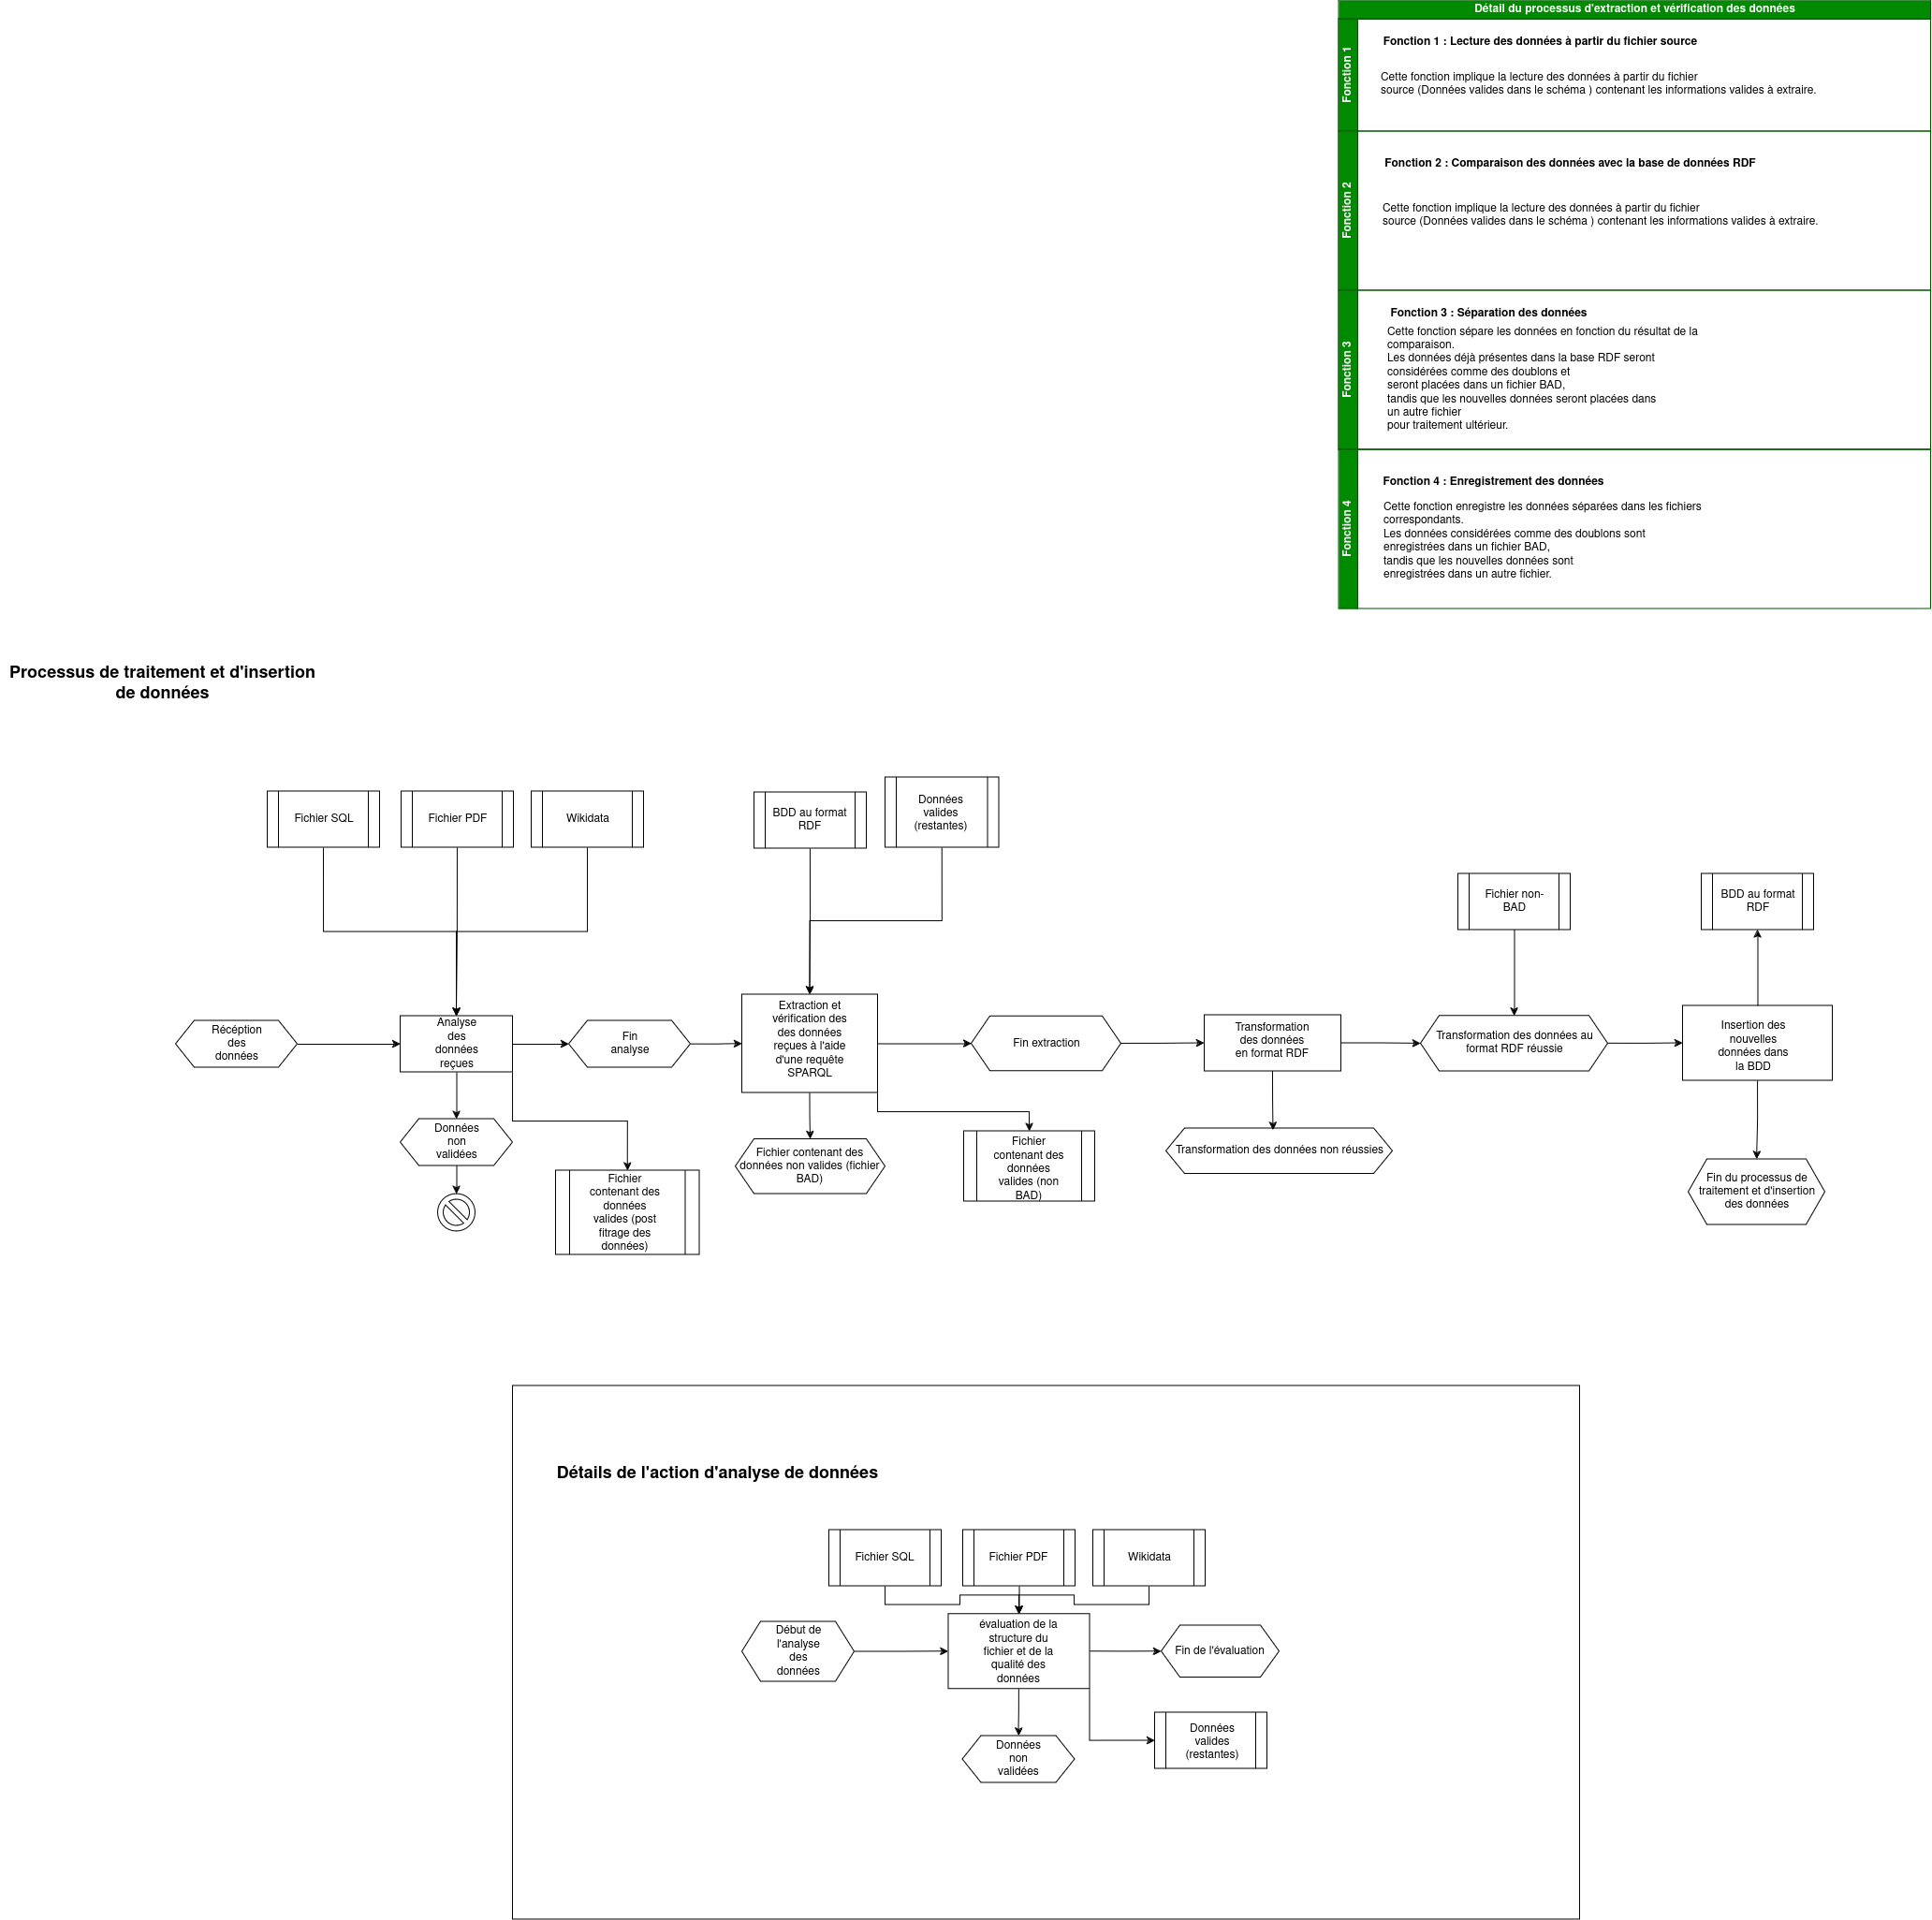 Détail du processus d'extraction et vérification des données
Fonction 1
Fonction 1 : Lecture des données à partir du fichier source
Cette fonction implique la lecture des données à partir du fichier
source (Données valides dans le schéma ) contenant les informations valides à extraire.
Fonction 2
Fonction 2 : Comparaison des données avec la base de données RDF
Cette fonction implique la lecture des données à partir du fichier
source (Données valides dans le schéma ) contenant les informations valides à extraire.
Fonction 3
Fonction 3 : Séparation des données
Cette fonction sépare les données en fonction du résultat de la
comparaison.
Les données déjà présentes dans la base RDF seront
considérées comme des doublons et
seront placées dans un fichier BAD,
tandis que les nouvelles données seront placées dans
un autre fichier
pour traitement ultérieur.
Fonction 4
Fonction 4 : Enregistrement des données
Cette fonction enregistre les données séparées dans les fichiers
correspondants.
Les données considérées comme des doublons sont
enregistrées dans un fichier BAD,
tandis que les nouvelles données sont
enregistrées dans un autre fichier.
Processus de traitement et d'insertion
de données
Fichier SQL
Fichier PDF
Wikidata
BDD au format
RDF
Données
valides
(restantes)
Fichier non-
BAD
BDD au format
RDF
Récéption
des
données
Analyse
des
données
reçues
Fin
analyse
Extraction et
vérification des
des données
reçues à l'aide
d'une requête
SPARQL
Fin extraction
Transformation
des données
en format RDF
Transformation des données au
format RDF réussie
Insertion des
nouvelles
données dans
la BDD
Données
non
validées
Fichier
contenant des
données
valides (post
fitrage des
données)
Fichier contenant des
données non valides (fichier
BAD)
Fichier
contenant des
données
valides (non
BAD)
Transformation des données non réussies
Fin du processus de
traitement et d'insertion
des données
Détails de l'action d'analyse de données
Fichier SQL
Fichier PDF
Wikidata
Début de
l'analyse
des
données
évaluation de la
structure du
fichier et de la
qualité des
données
Fin de l'évaluation
Données
non
validées
Données
valides
(restantes)